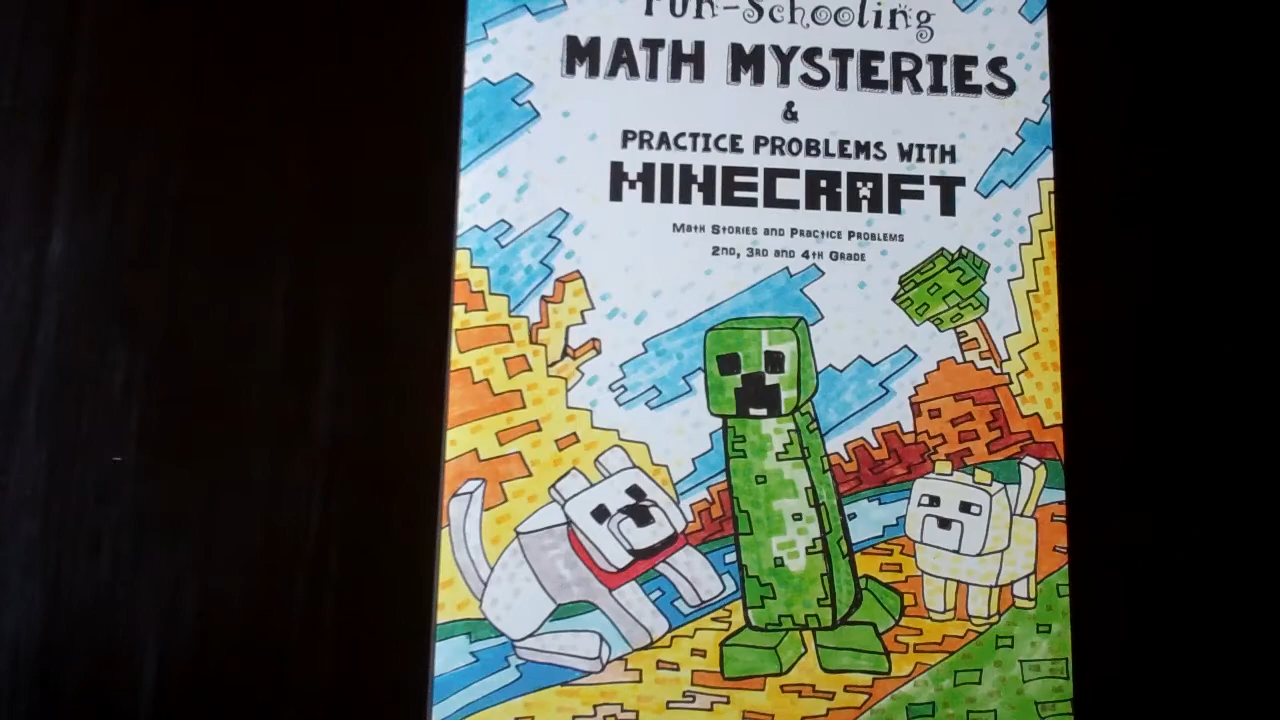 Fun-Schooling
MATH MYSTERIES
&
PRACTICE PROBLEMS WITH
MINECRAFT
Math Stories and Practice Problems
2nd, 3rd and 4th Grade